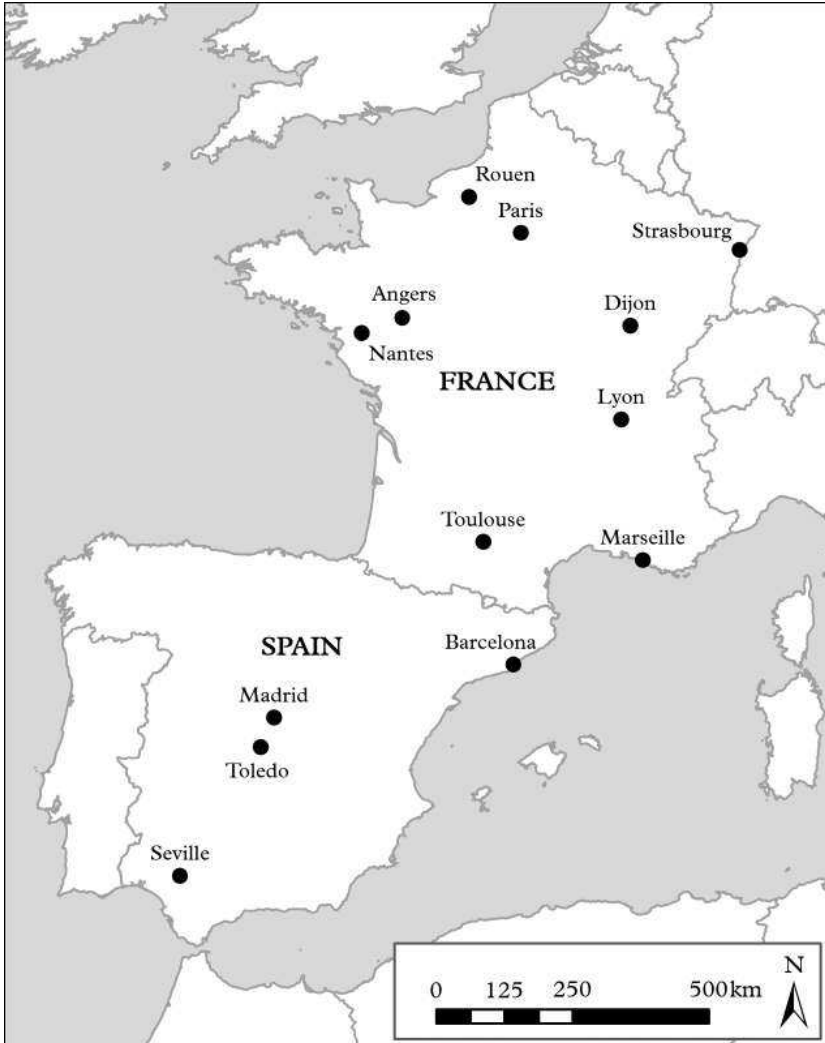 Rouen
Paris
Strasbourg
Angers
Dijon
Nantes
FRANCE
Lyon
Toulouse
Marseille
SPAIN
Barcelona
Madrid
Toledo
Seville
N
0 125 250 500km